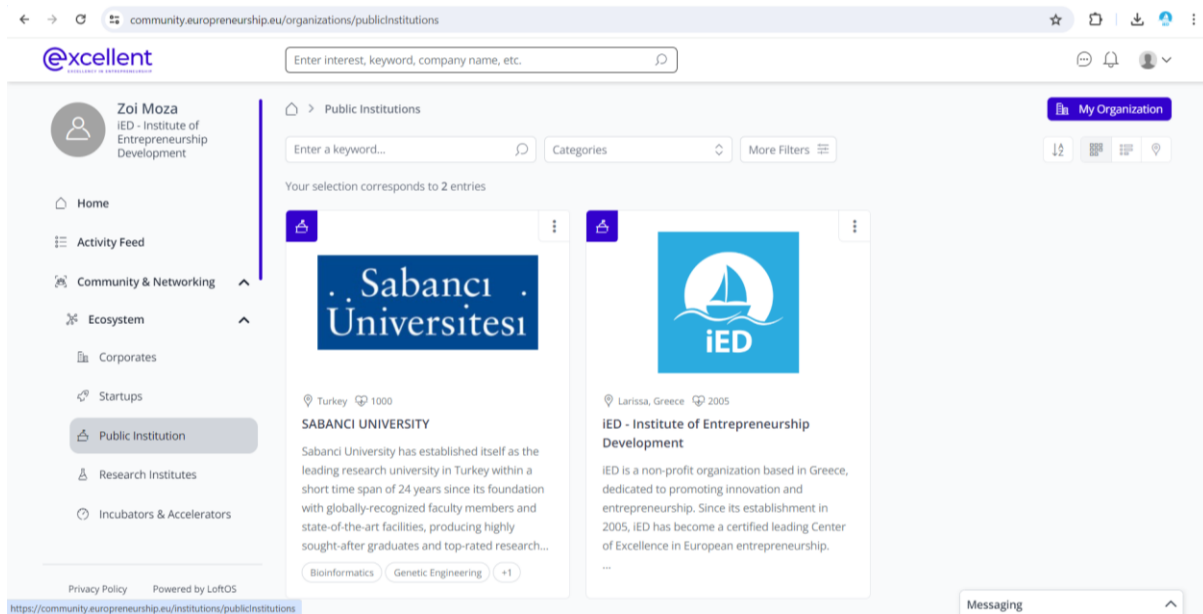 community.europreneurship.eu/organizations/publicInstitutions
excellent
EXCELLENCY IN ENTREPRENEURSHIP
Enter interest, keyword, company name, etc.
Zoi Moza
iED - Institute of
Entrepreneurship
Development
Home
Activity Feed
Community & Networking
Ecosystem
Corporates
Startups
Public Institution
Research Institutes
Incubators & Accelerators
Privacy Policy Powered by LoftOS
https://community.europreneurship.eu/institutions/publicInstitutions
Public Institutions
My Organization
Enter a keyword...
Categories
More Filters
Your selection corresponds to 2 entries
Sabancı
Üniversitesi
Turkey 1000
SABANCI UNIVERSITY
Sabanci University has established itself as the
leading research university in Turkey within a
short time span of 24 years since its foundation
with globally-recognized faculty members and
state-of-the-art facilities, producing highly
sought-after graduates and top-rated research...
Bioinformatics Genetic Engineering +1
iED
Larissa, Greece 2005
iED - Institute of Entrepreneurship
Development
iED is a non-profit organization based in Greece,
dedicated to promoting innovation and
entrepreneurship. Since its establishment in
2005, iED has become a certified leading Center
of Excellence in European entrepreneurship.
...
Messaging